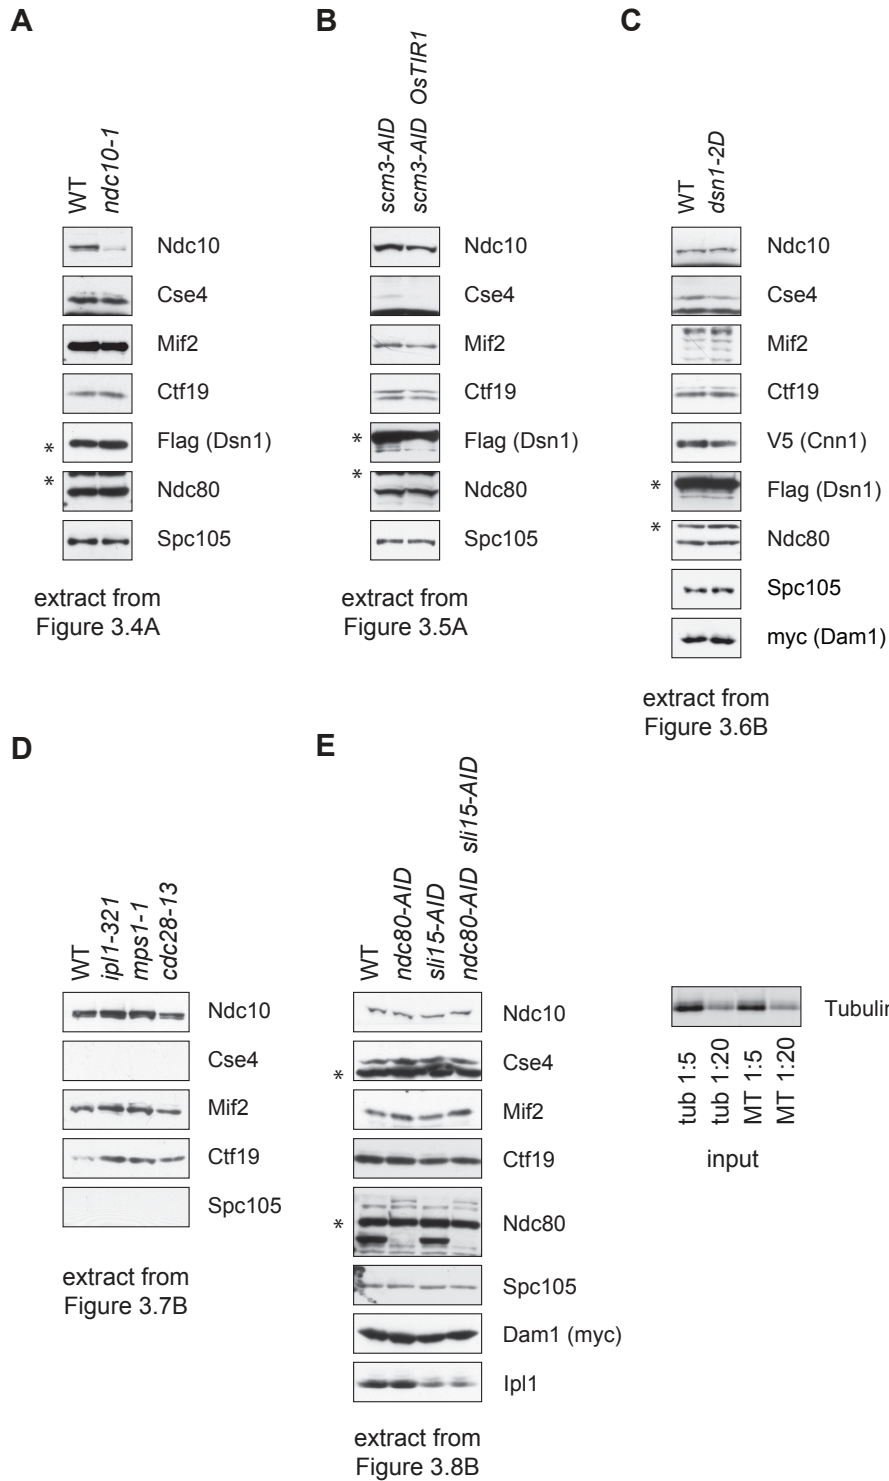 A
WT
ndc10-1
Ndc10
Cse4
Mif2
Ctf19
*
Flag (Dsn1)
*
Ndc80
Spc105
extract from
Figure 3.4A
B
scm3-AID
scm3-AID OsTIR1
Ndc10
Cse4
Mif2
Ctf19
*
Flag (Dsn1)
*
Ndc80
Spc105
extract from
Figure 3.5A
C
WT
dsn1-2D
Ndc10
Cse4
Mif2
Ctf19
V5 (Cnn1)
*
Flag (Dsn1)
*
Ndc80
Spc105
myc (Dam1)
extract from
Figure 3.6B
D
WT
ipl1-321
mps1-1
cdc28-13
Ndc10
Cse4
Mif2
Ctf19
Spc105
extract from
Figure 3.7B
E
WT
ndc80-AID
sli15-AID
ndc80-AID sli15-AID
Ndc10
Cse4
*
Mif2
Ctf19
*
Ndc80
Spc105
Dam1 (myc)
Ipl1
extract from
Figure 3.8B
Tubulin
tub 1:5
tub 1:20
MT 1:5
MT 1:20
input